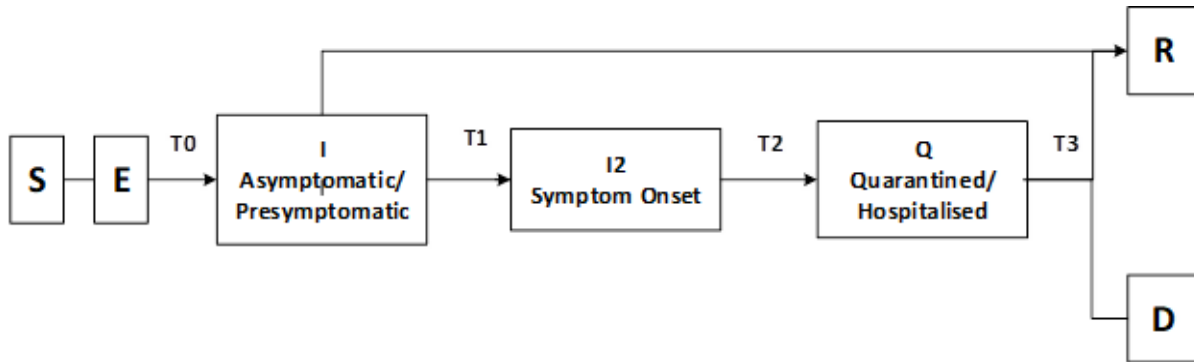 R
T0
T1
T2
T3
S
E
I
Asymptomatic/
Presymptomatic
I2
Symptom Onset
Q
Quarantined/
Hospitalised
D